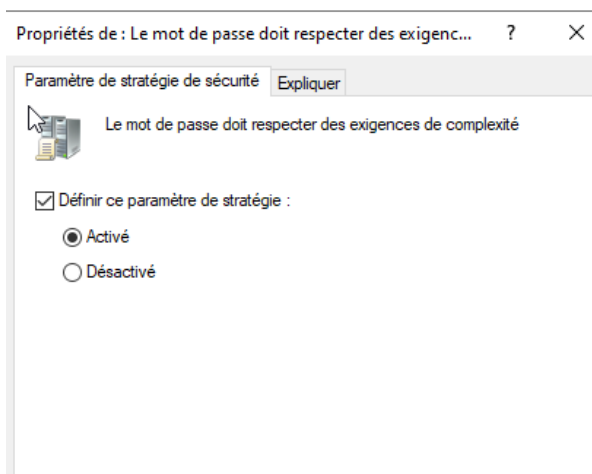 Propriétés de : Le mot de passe doit respecter des exigenc... ? ×
Paramètre de stratégie de sécurité Expliquer
Le mot de passe doit respecter des exigences de complexité
Définir ce paramètre de stratégie :
Activé
Désactivé